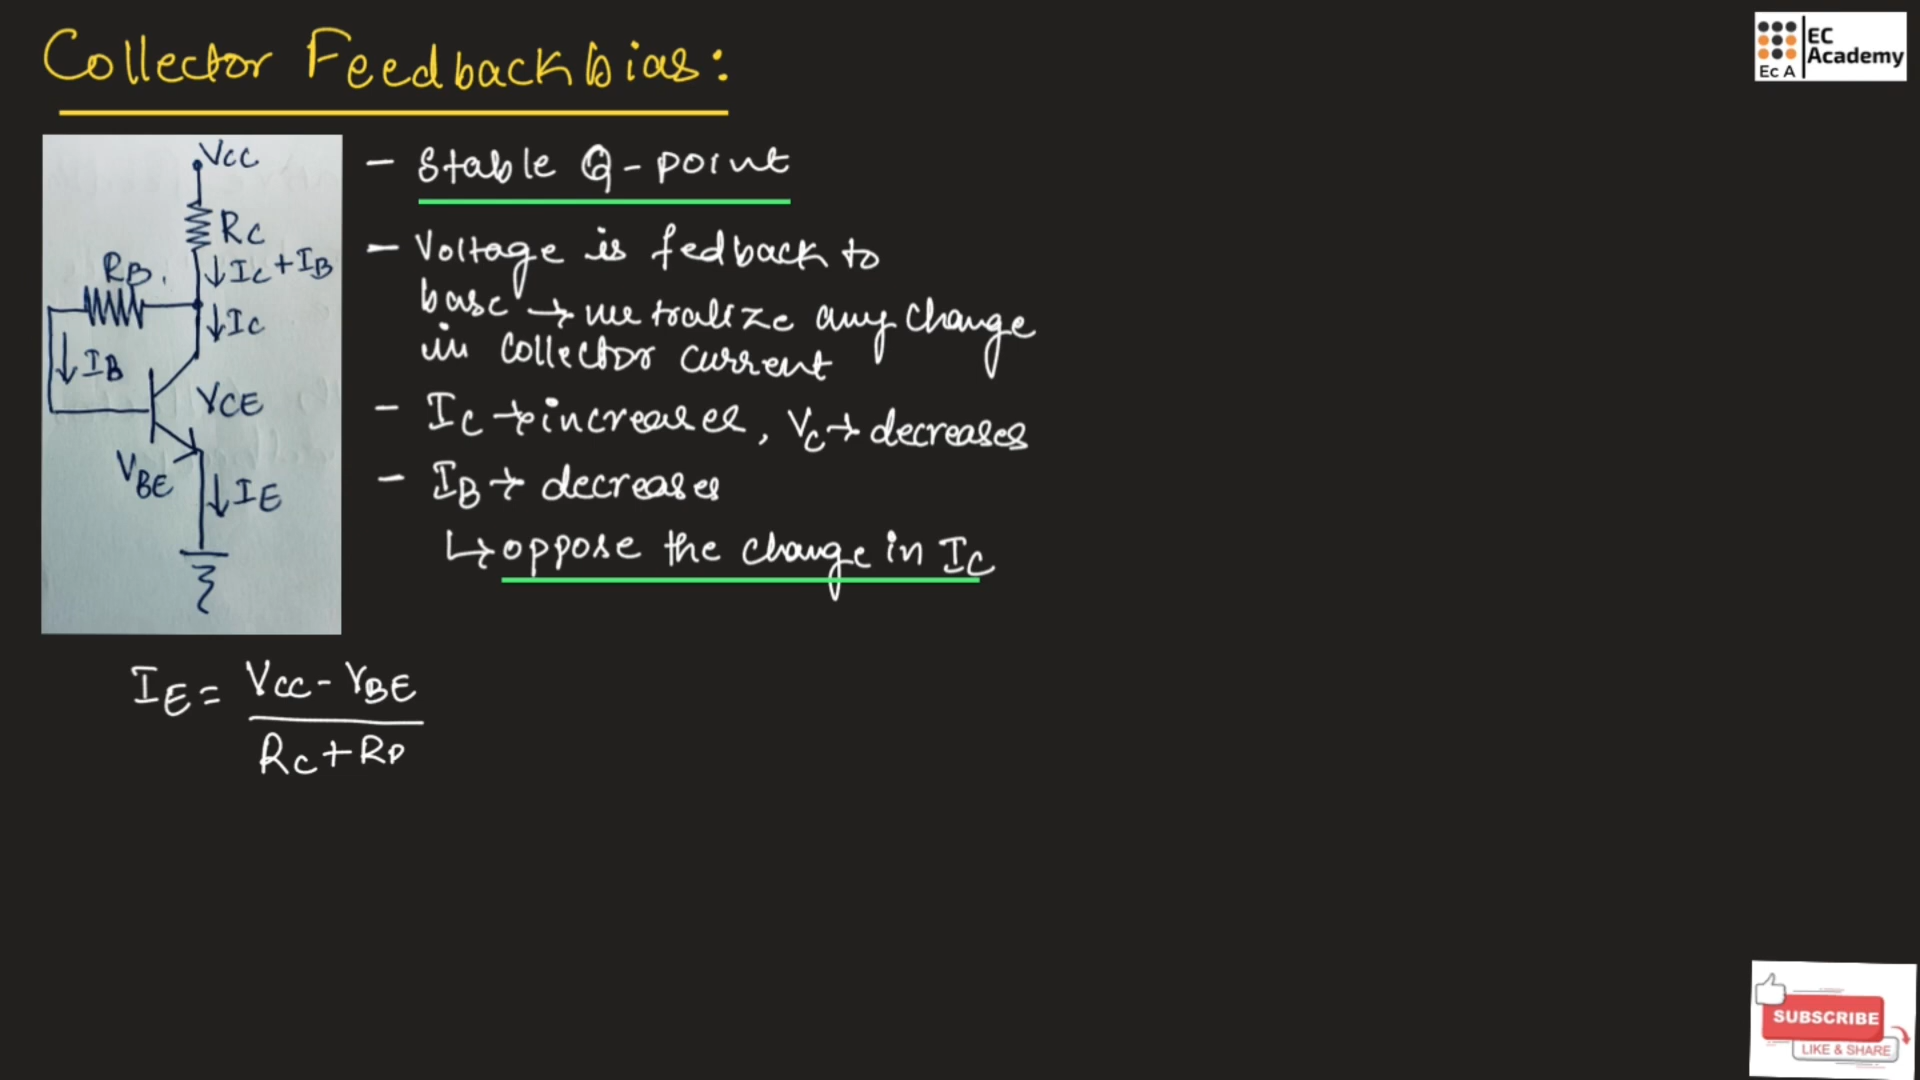 Collector Feedback bias:
EC
Academy
Ec A
Vcc
RC
RB.
↓Ic+IB
↓Ic
↓IB
VCE
VBE
↓IE
- Stable Q-point
- Voltage is fedback to
base → neutralize any change
in collector current
- Ic → increases, Vc → decreases
- IB → decreases
↳ oppose the change in Ic
IE = Vcc - VBE
Rc + RP
SUBSCRIBE
LIKE & SHARE